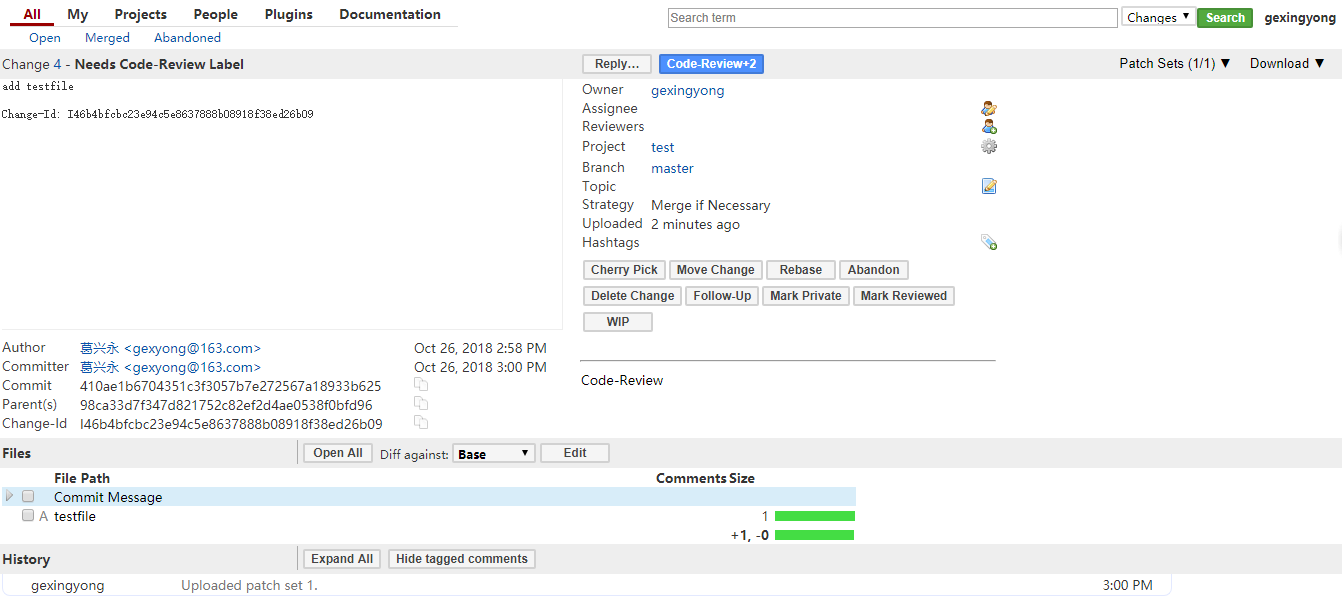 All My Projects People Plugins Documentation Search term Changes ▼ Search gexingyong
Open Merged Abandoned
Change 4 - Needs Code-Review Label Reply... Code-Review+2 Patch Sets (1/1) ▼ Download ▼
add testfile
Change-Id: I46b4bfcbc23e94c5e8637888b08918f38ed26b09
Owner gexingyong
Assignee
Reviewers
Project test
Branch master
Topic
Strategy Merge if Necessary
Uploaded 2 minutes ago
Hashtags
Cherry Pick Move Change Rebase Abandon
Delete Change Follow-Up Mark Private Mark Reviewed
WIP
Author 葛兴永 <gexyong@163.com> Oct 26, 2018 2:58 PM
Committer 葛兴永 <gexyong@163.com> Oct 26, 2018 3:00 PM
Commit 410ae1b6704351c3f3057b7e272567a18933b625
Parent(s) 98ca33d7f347d821752c82ef2d4ae0538f0bfd96
Change-Id I46b4bfcbc23e94c5e8637888b08918f38ed26b09
Code-Review
Files Open All Diff against: Base ▼ Edit
File Path Comments Size
Commit Message
A testfile 1
+1, -0
History Expand All Hide tagged comments
gexingyong Uploaded patch set 1. 3:00 PM